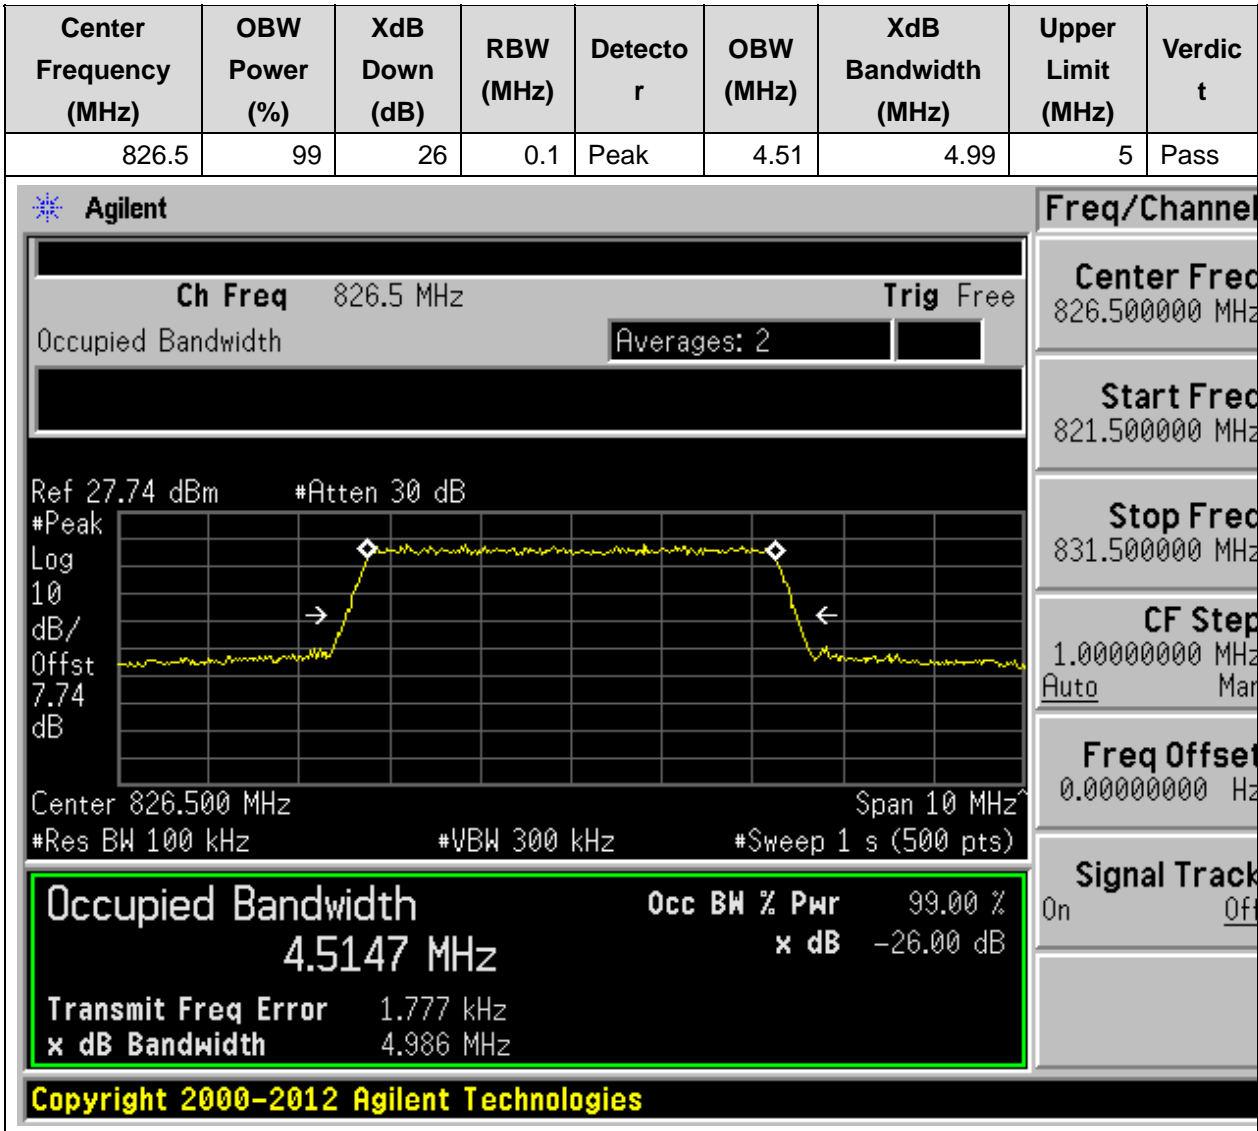 Center Frequency (MHz) OBW Power (%) XdB Down (dB) RBW (MHz) Detector OBW (MHz) XdB Bandwidth (MHz) Upper Limit (MHz) Verdict
826.5 99 26 0.1 Peak 4.51 4.99 5 Pass
Agilent
Freq/Channel
Ch Freq 826.5 MHz Trig Free
Occupied Bandwidth Averages: 2
Ref 27.74 dBm #Atten 30 dB
#Peak
Log
10
dB/
Offst
7.74
dB
Center 826.500 MHz Span 10 MHz^
#Res BW 100 kHz #VBW 300 kHz #Sweep 1 s (500 pts)
Occupied Bandwidth Occ BW % Pwr 99.00 %
4.5147 MHz x dB -26.00 dB
Transmit Freq Error 1.777 kHz
x dB Bandwidth 4.986 MHz
Center Freq
826.500000 MHz
Start Freq
821.500000 MHz
Stop Freq
831.500000 MHz
CF Step
1.00000000 MHz
Auto Man
Freq Offset
0.00000000 Hz
Signal Track
On Off
Copyright 2000-2012 Agilent Technologies